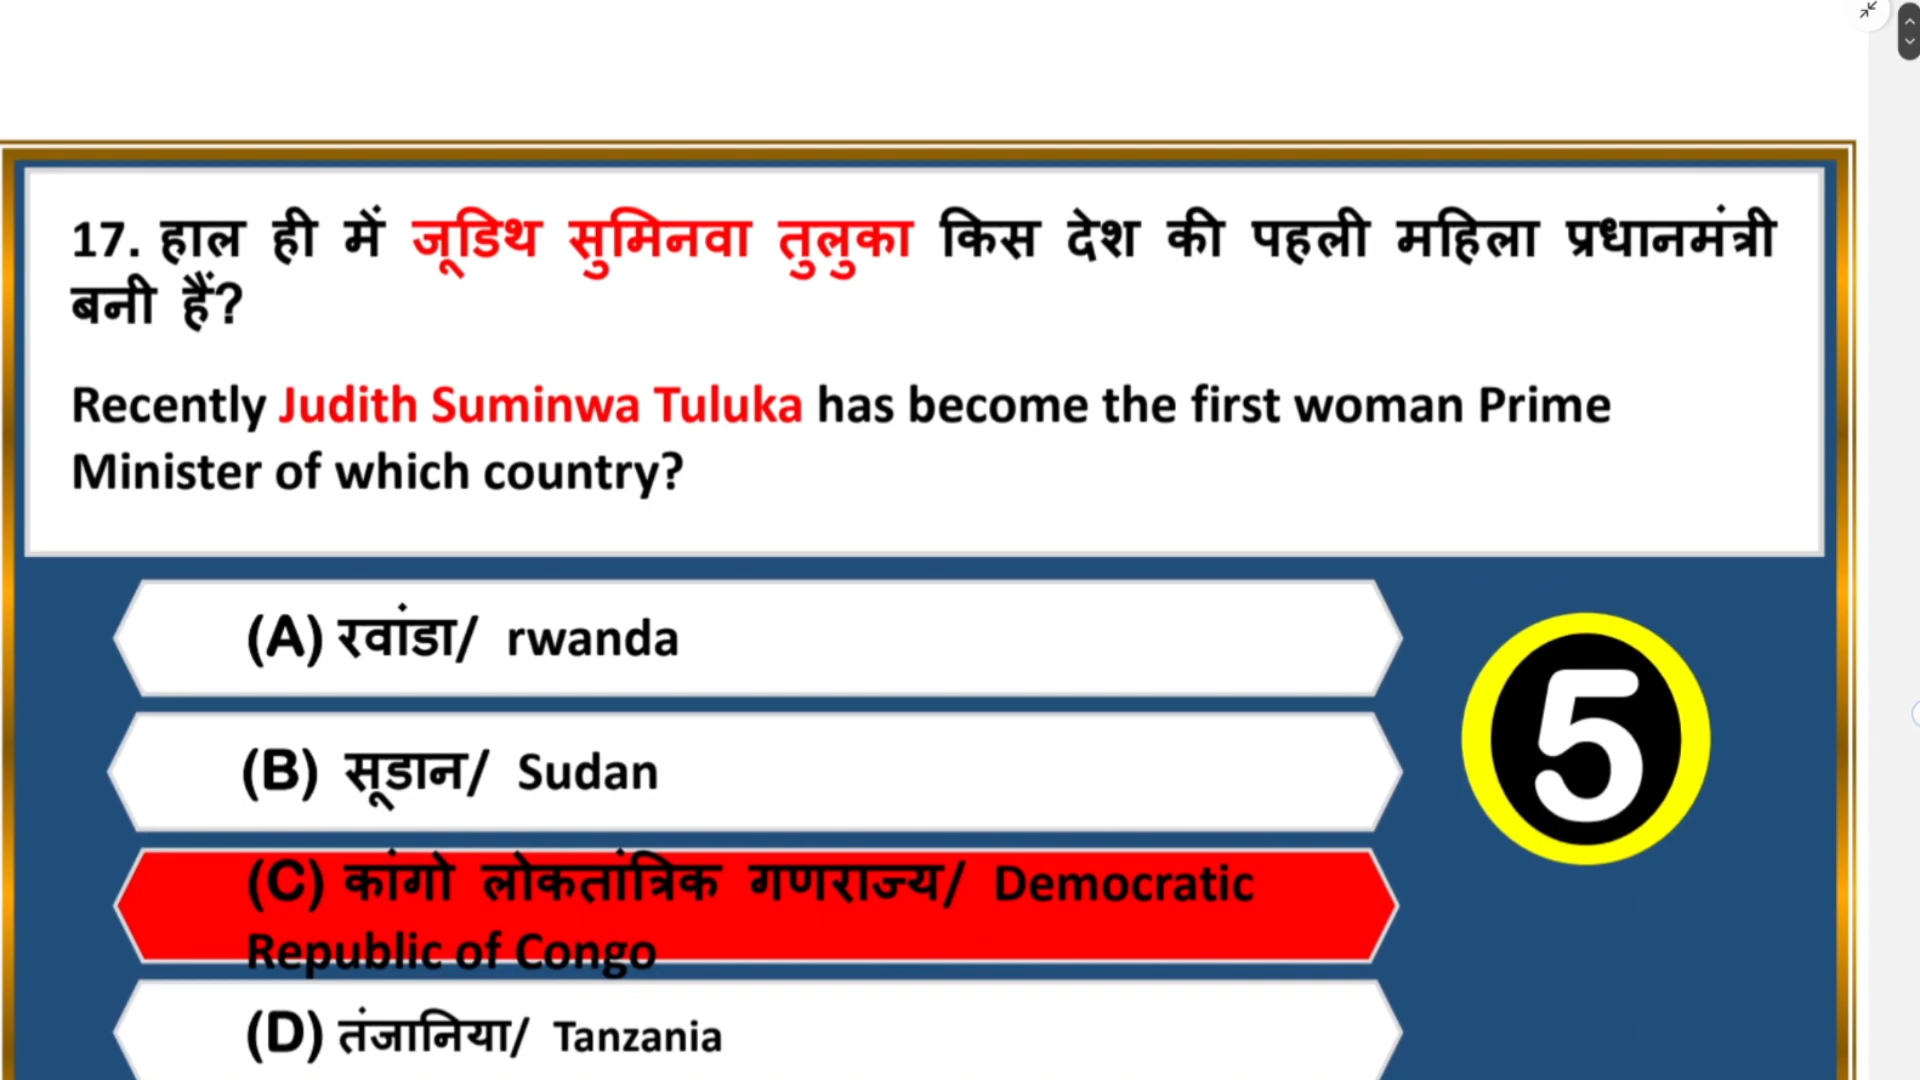 17. हाल ही में जूडिथ सुमिनवा तुलुका किस देश की पहली महिला प्रधानमंत्री
बनी हैं?
Recently Judith Suminwa Tuluka has become the first woman Prime
Minister of which country?
(A) रवांडा/ rwanda
(B) सूडान/ Sudan
(C) कांगो लोकतांत्रिक गणराज्य/ Democratic
Republic of Congo
(D) तंजानिया/ Tanzania
5